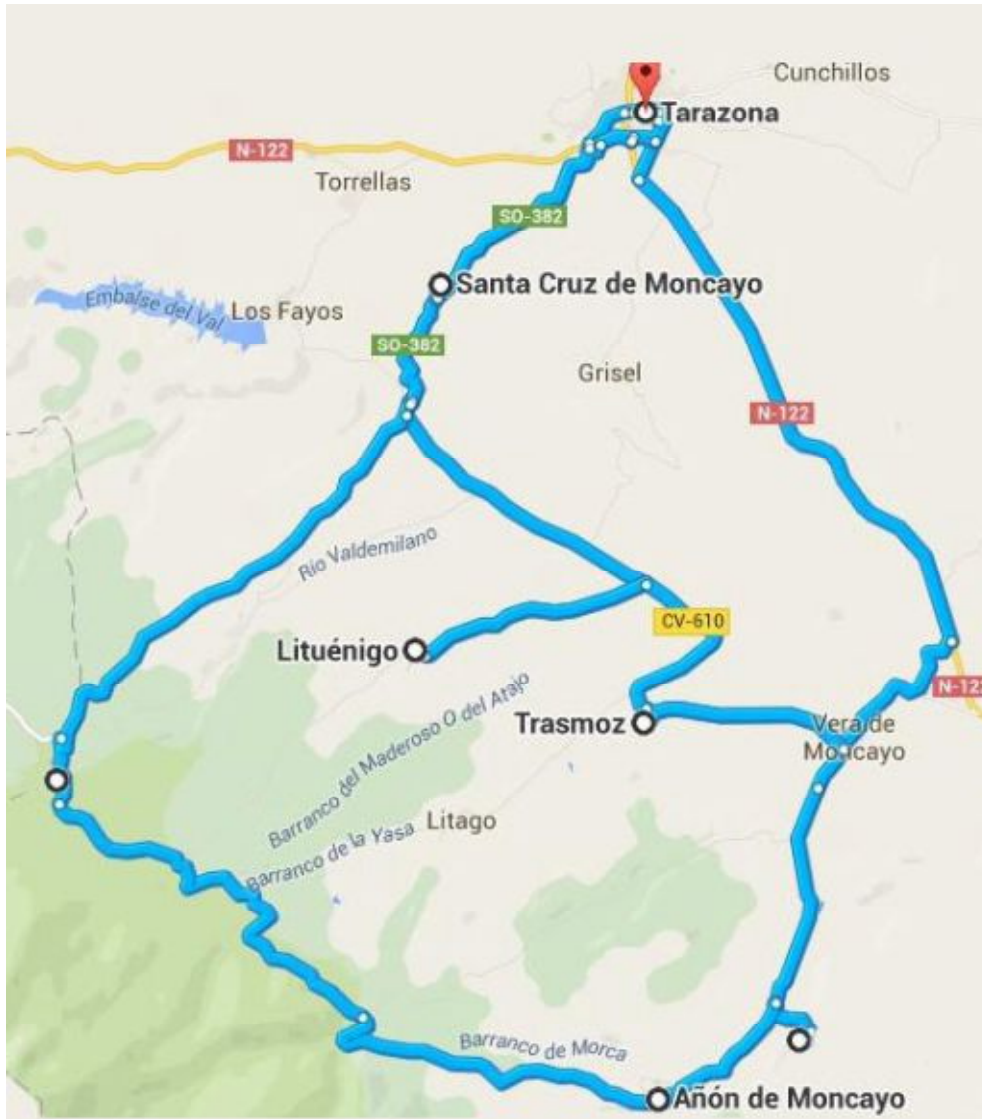 Cunchillos
Tarazona
N-122
Torrellas
SO-382
Santa Cruz de Moncayo
Embalse del Val
Los Fayos
SO-382
Grisel
N-122
Río Valdemilano
CV-610
Lituénigo
N-122
Trasmoz
Vera de
Moncayo
Barranco del Maderoso O del Atajo
Litago
Barranco de la Yasa
Barranco de Morca
Añón de Moncayo